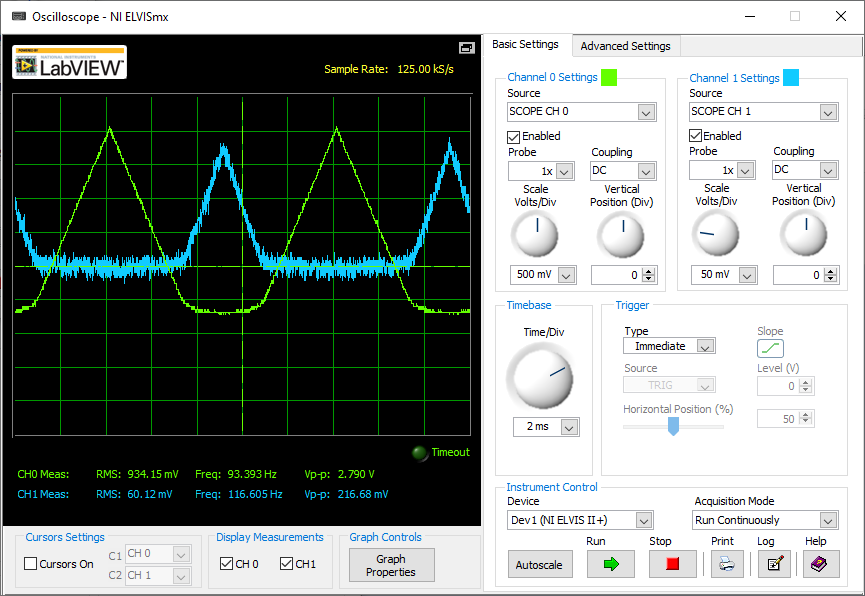 Oscilloscope - NI ELVISmx
POWERED BY
NATIONAL INSTRUMENTS
LabVIEW™
Sample Rate: 125.00 kS/s
Timeout
CH0 Meas: RMS: 934.15 mV Freq: 93.393 Hz Vp-p: 2.790 V
CH1 Meas: RMS: 60.12 mV Freq: 116.605 Hz Vp-p: 216.68 mV
Cursors Settings
Cursors On
C1 CH 0
C2 CH 1
Display Measurements
CH 0 CH1
Graph Controls
Graph
Properties
Basic Settings Advanced Settings
Channel 0 Settings
Source
SCOPE CH 0
Enabled
Probe Coupling
1x DC
Scale Vertical
Volts/Div Position (Div)
500 mV 0
Channel 1 Settings
Source
SCOPE CH 1
Enabled
Probe Coupling
1x DC
Scale Vertical
Volts/Div Position (Div)
50 mV 0
Timebase
Time/Div
2 ms
Trigger
Type Slope
Immediate
Source Level (V)
TRIG 0
Horizontal Position (%)
50
Instrument Control
Device Acquisition Mode
Dev1 (NI ELVIS II+) Run Continuously
Run Stop Print Log Help
Autoscale